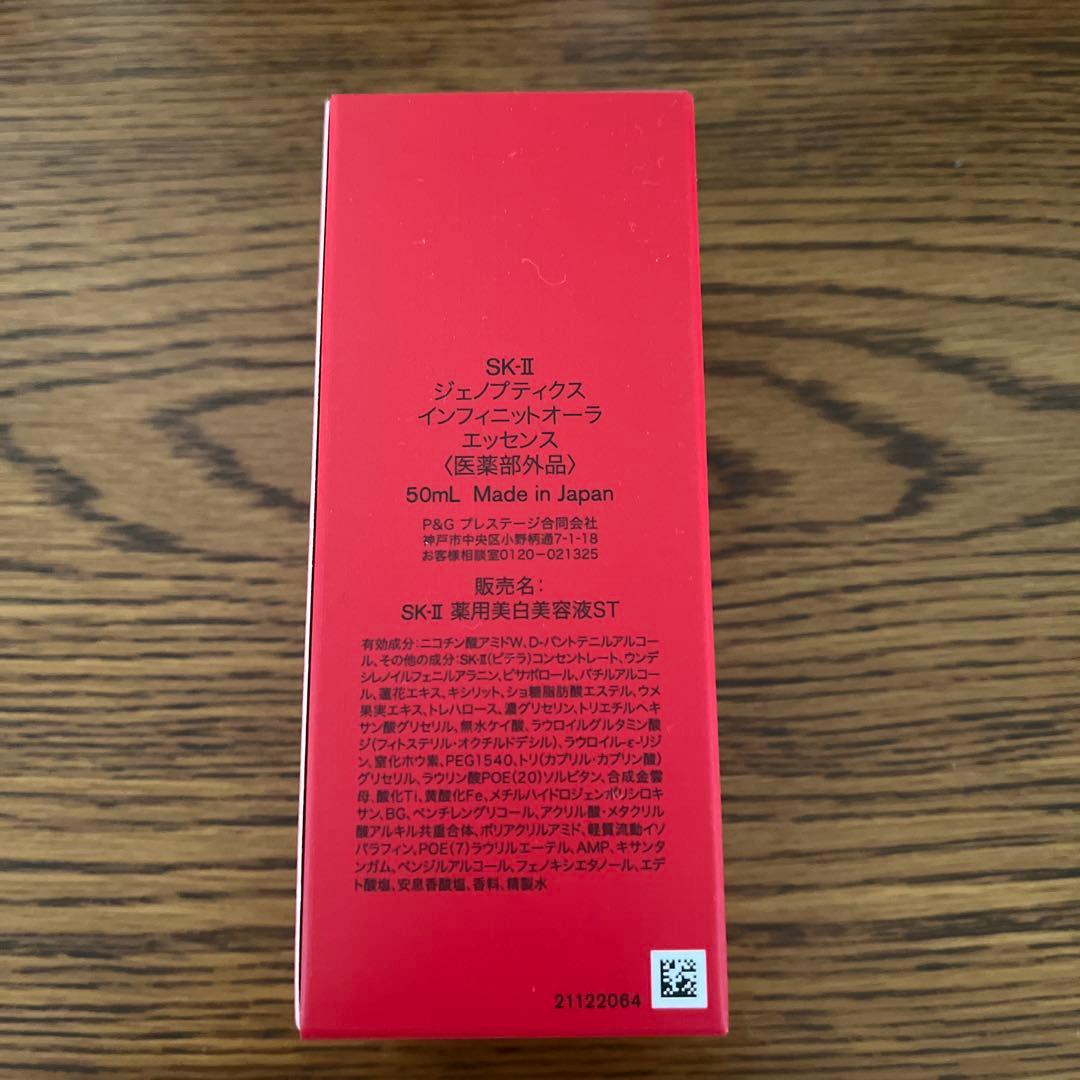 SK-Ⅱ
ジェノプティクス
インフィニットオーラ
エッセンス
〈医薬部外品〉
50mL Made in Japan
P&G プレステージ合同会社
神戸市中央区小野柄通7-1-18
お客様相談室0120-021325
販売名:
SK-Ⅱ 薬用美白美容液ST
有効成分:ニコチン酸アミドW、D-パントテニルアルコー
ル、その他の成分:SK-Ⅱ(ピテラ)コンセントレート、ウンデ
シレノイルフェニルアラニン、ビサボロール、バチルアルコー
ル、蓮花エキス、キシリット、ショ糖脂肪酸エステル、ウメ
果実エキス、トレハロース、濃グリセリン、トリエチルヘキ
サン酸グリセリル、無水ケイ酸、ラウロイルグルタミン酸
ジ(フィトステリル・オクチルドデシル)、ラウロイル-ε-リジ
ン、窒化ホウ素、PEG1540、トリ(カプリル・カプリン酸)
グリセリル、ラウリン酸POE(20)ソルビタン、合成金雲
母、酸化Ti、黄酸化Fe、メチルハイドロジェンポリシロキ
サン、BG、ペンチレングリコール、アクリル酸・メタクリル
酸アルキル共重合体、ポリアクリルアミド、軽質流動イソ
パラフィン、POE(7)ラウリルエーテル、AMP、キサンタ
ンガム、ベンジルアルコール、フェノキシエタノール、エデ
ト酸塩、安息香酸塩、香料、精製水
21122064